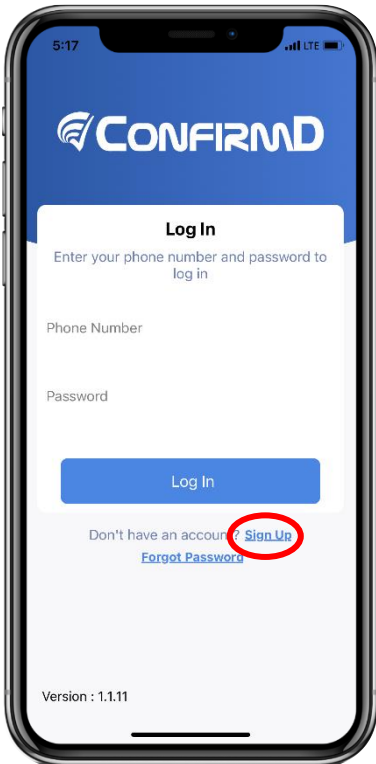 5:17 LTE
CONFIRMD
Log In
Enter your phone number and password to
log in
Phone Number
Password
Log In
Don't have an account? Sign Up
Forgot Password
Version : 1.1.11